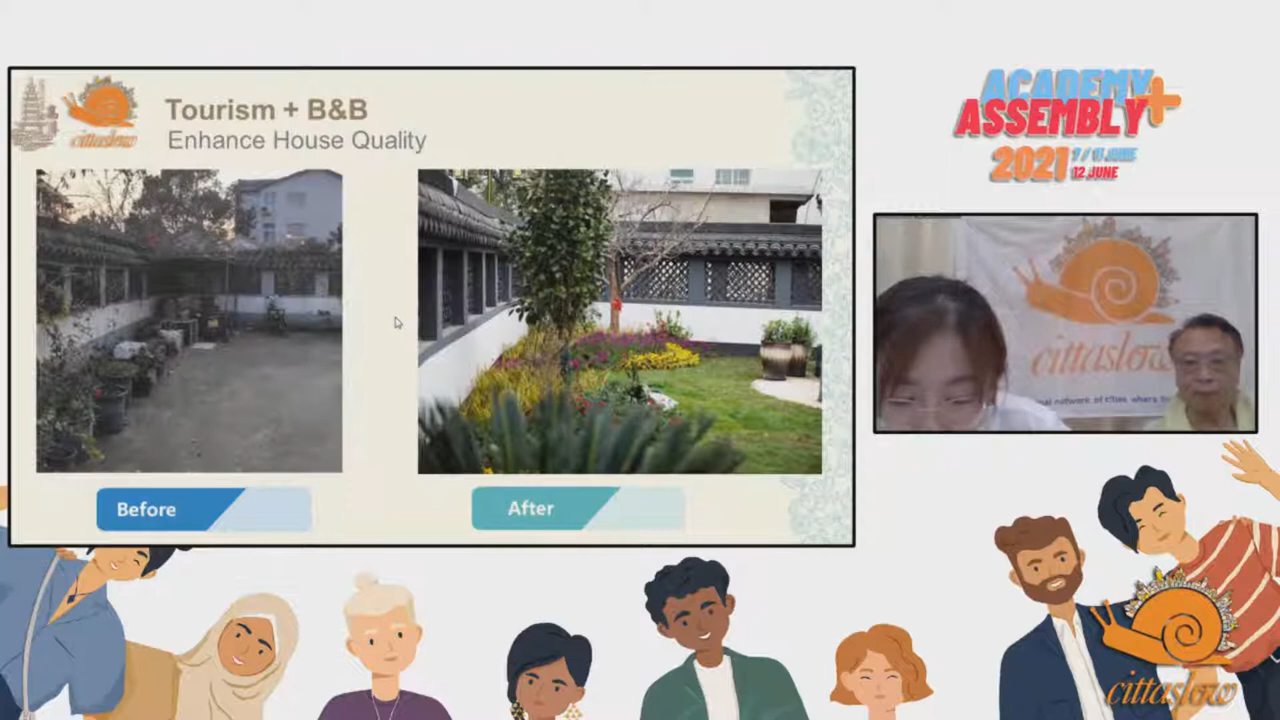 Tourism + B&B
Enhance House Quality
cittaslow
Before
After
ACADEMY
ASSEMBLY+
2021
12 JUNE
cittaslow
cittaslow